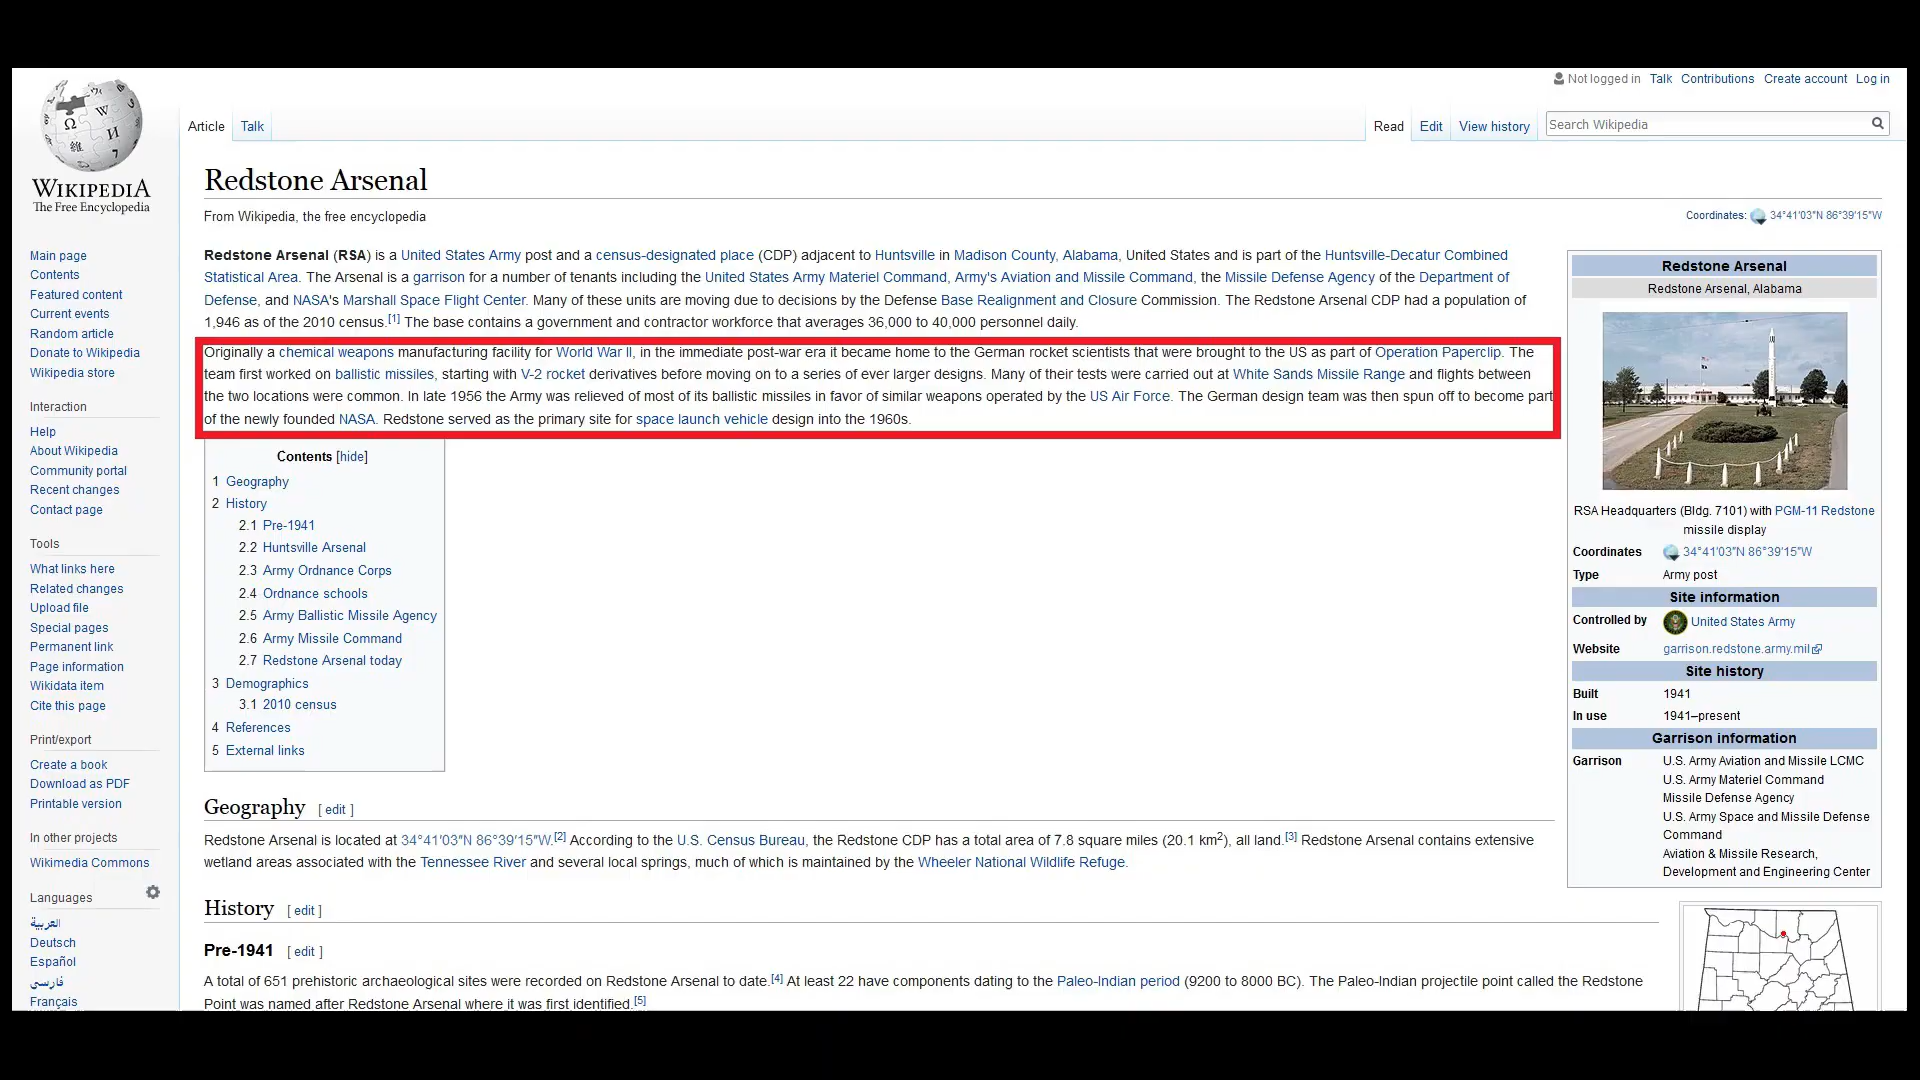 Not logged in Talk Contributions Create account Log in
Article Talk Read Edit View history Search Wikipedia
WIKIPEDIA
The Free Encyclopedia
Main page
Contents
Featured content
Current events
Random article
Donate to Wikipedia
Wikipedia store
Interaction
Help
About Wikipedia
Community portal
Recent changes
Contact page
Tools
What links here
Related changes
Upload file
Special pages
Permanent link
Page information
Wikidata item
Cite this page
Print/export
Create a book
Download as PDF
Printable version
In other projects
Wikimedia Commons
Languages
العربية
Deutsch
Español
فارسی
Français
Redstone Arsenal
From Wikipedia, the free encyclopedia
Coordinates: 34°41′03″N 86°39′15″W
Redstone Arsenal (RSA) is a United States Army post and a census-designated place (CDP) adjacent to Huntsville in Madison County, Alabama, United States and is part of the Huntsville-Decatur Combined
Statistical Area. The Arsenal is a garrison for a number of tenants including the United States Army Materiel Command, Army's Aviation and Missile Command, the Missile Defense Agency of the Department of
Defense, and NASA's Marshall Space Flight Center. Many of these units are moving due to decisions by the Defense Base Realignment and Closure Commission. The Redstone Arsenal CDP had a population of
1,946 as of the 2010 census.[1] The base contains a government and contractor workforce that averages 36,000 to 40,000 personnel daily.
Originally a chemical weapons manufacturing facility for World War II, in the immediate post-war era it became home to the German rocket scientists that were brought to the US as part of Operation Paperclip. The
team first worked on ballistic missiles, starting with V-2 rocket derivatives before moving on to a series of ever larger designs. Many of their tests were carried out at White Sands Missile Range and flights between
the two locations were common. In late 1956 the Army was relieved of most of its ballistic missiles in favor of similar weapons operated by the US Air Force. The German design team was then spun off to become part
of the newly founded NASA. Redstone served as the primary site for space launch vehicle design into the 1960s.
Contents [hide]
1 Geography
2 History
2.1 Pre-1941
2.2 Huntsville Arsenal
2.3 Army Ordnance Corps
2.4 Ordnance schools
2.5 Army Ballistic Missile Agency
2.6 Army Missile Command
2.7 Redstone Arsenal today
3 Demographics
3.1 2010 census
4 References
5 External links
Geography [ edit ]
Redstone Arsenal is located at 34°41′03″N 86°39′15″W.[2] According to the U.S. Census Bureau, the Redstone CDP has a total area of 7.8 square miles (20.1 km2), all land.[3] Redstone Arsenal contains extensive
wetland areas associated with the Tennessee River and several local springs, much of which is maintained by the Wheeler National Wildlife Refuge.
History [ edit ]
Pre-1941 [ edit ]
A total of 651 prehistoric archaeological sites were recorded on Redstone Arsenal to date.[4] At least 22 have components dating to the Paleo-Indian period (9200 to 8000 BC). The Paleo-Indian projectile point called the Redstone
Point was named after Redstone Arsenal where it was first identified.[5]
Redstone Arsenal
Redstone Arsenal, Alabama
RSA Headquarters (Bldg. 7101) with PGM-11 Redstone
missile display
Coordinates 34°41′03″N 86°39′15″W
Type Army post
Site information
Controlled by United States Army
Website garrison.redstone.army.mil
Site history
Built 1941
In use 1941–present
Garrison information
Garrison U.S. Army Aviation and Missile LCMC
U.S. Army Materiel Command
Missile Defense Agency
U.S. Army Space and Missile Defense
Command
Aviation & Missile Research,
Development and Engineering Center